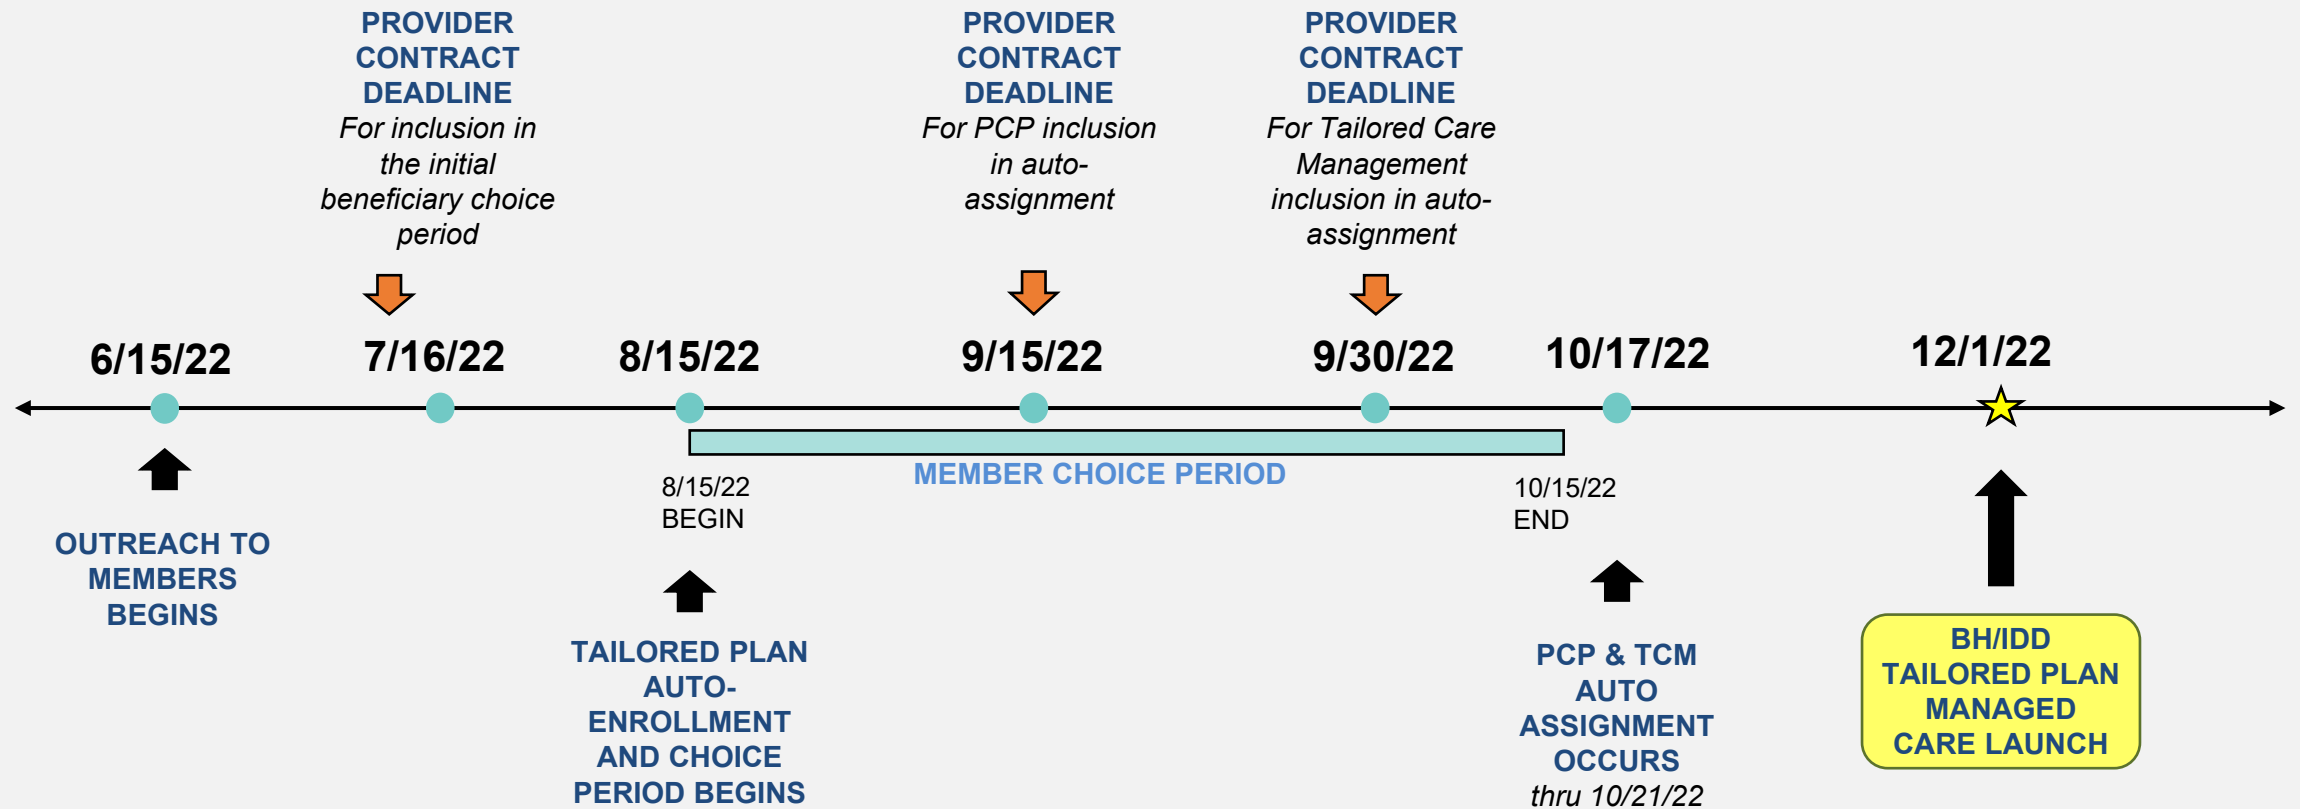 PROVIDER
CONTRACT
DEADLINE
For inclusion in
the initial
beneficiary choice
period
PROVIDER
CONTRACT
DEADLINE
For PCP inclusion
in auto-
assignment
PROVIDER
CONTRACT
DEADLINE
For Tailored Care
Management
inclusion in auto-
assignment
6/15/22
7/16/22
8/15/22
9/15/22
9/30/22
10/17/22
12/1/22
MEMBER CHOICE PERIOD
8/15/22
BEGIN
10/15/22
END
OUTREACH TO
MEMBERS
BEGINS
TAILORED PLAN
AUTO-
ENROLLMENT
AND CHOICE
PERIOD BEGINS
PCP & TCM
AUTO
ASSIGNMENT
OCCURS
thru 10/21/22
BH/IDD
TAILORED PLAN
MANAGED
CARE LAUNCH